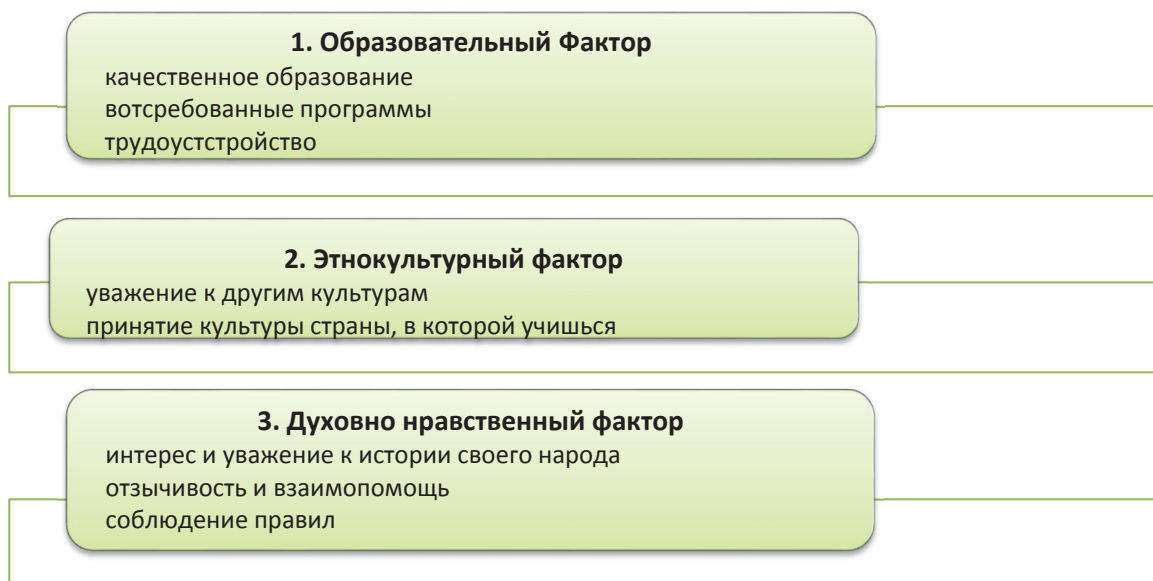 1. Образовательный Фактор
качественное образование
вотсребованные программы
трудоустстройство
2. Этнокультурный фактор
уважение к другим культурам
принятие культуры страны, в которой учишься
3. Духовно нравственный фактор
интерес и уважение к истории своего народа
отзычивость и взаимопомощь
соблюдение правил